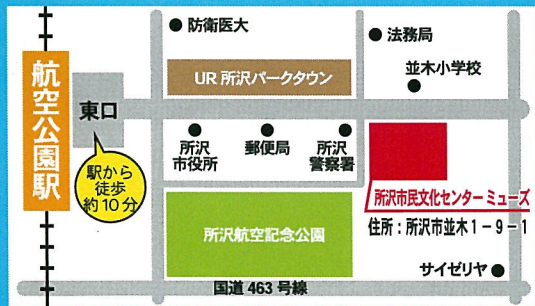 防衛医大
法務局
UR 所沢パークタウン
並木小学校
航空公園駅
東口
所沢
市役所
郵便局
所沢
警察署
駅から
徒歩
約10分
所沢市民文化センター ミューズ
住所：所沢市並木1－9－1
所沢航空記念公園
サイゼリヤ
国道 463 号線